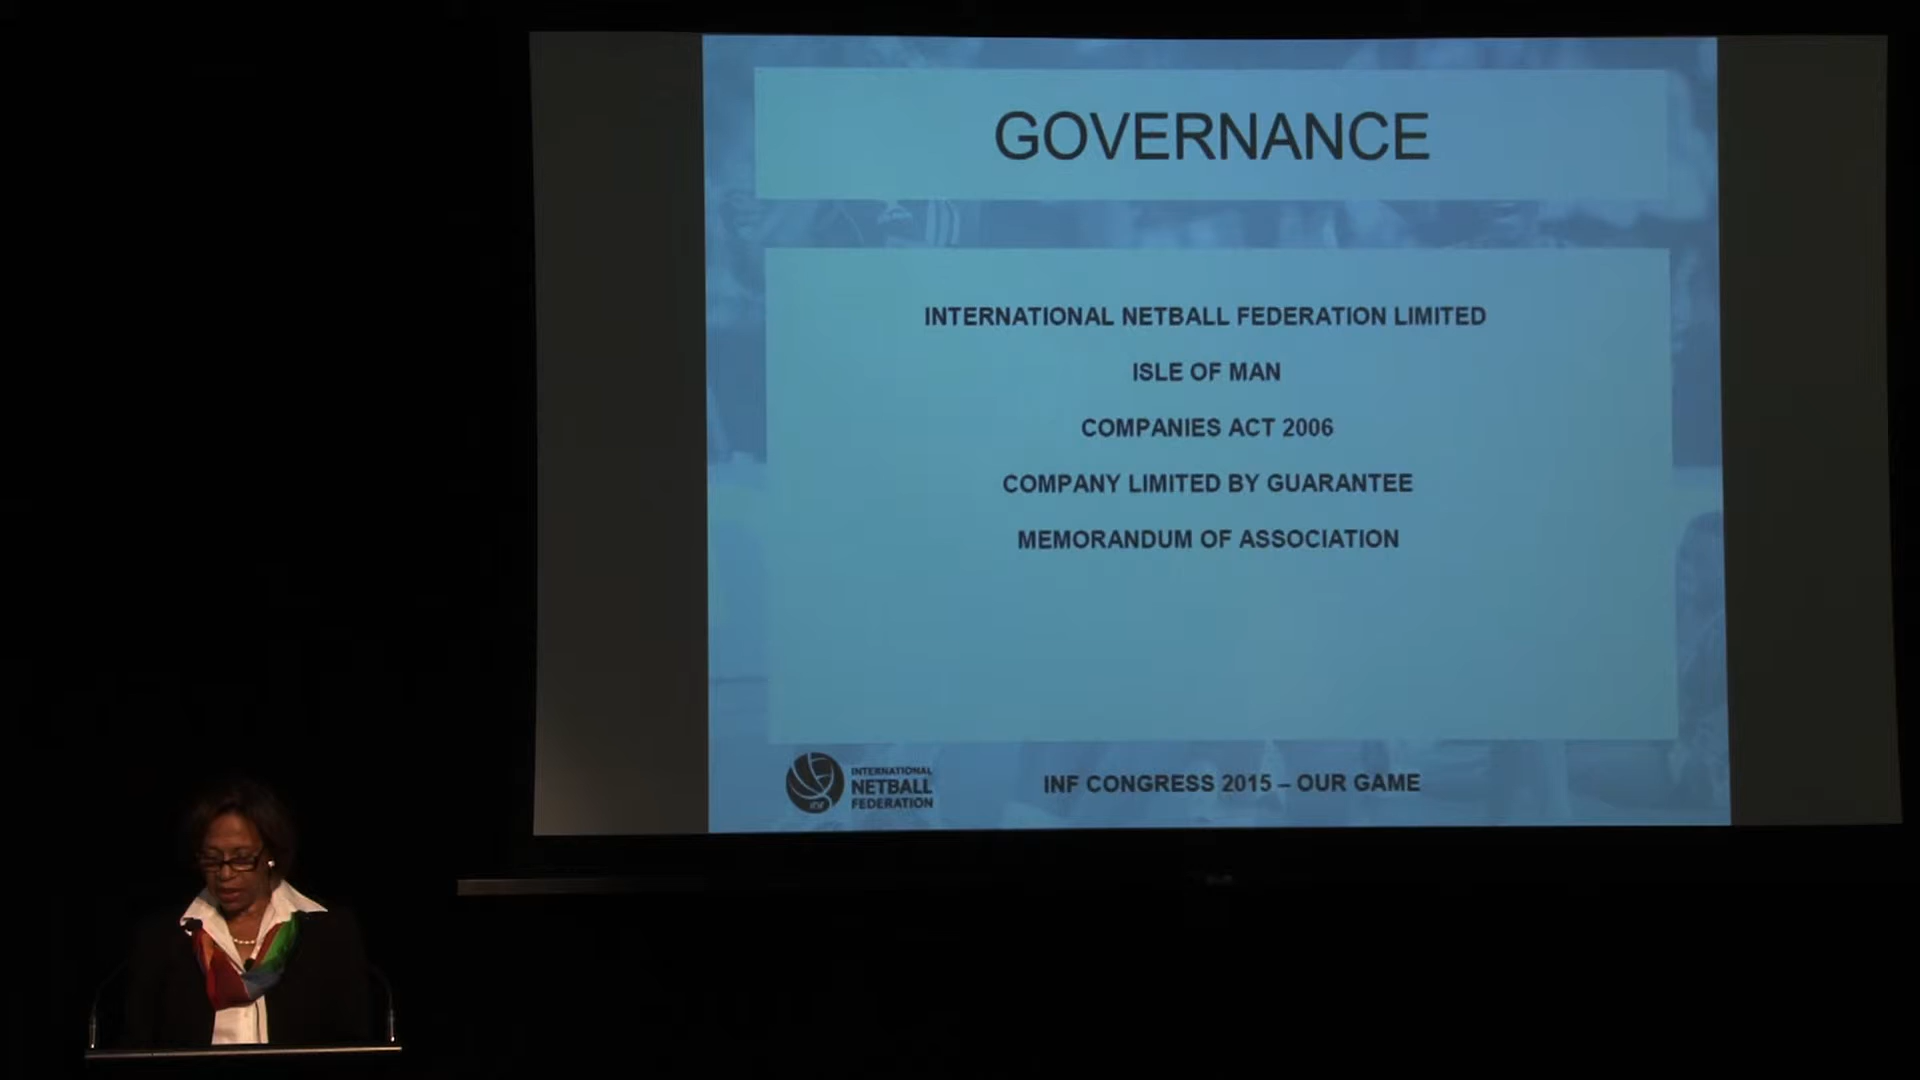 GOVERNANCE
INTERNATIONAL NETBALL FEDERATION LIMITED
ISLE OF MAN
COMPANIES ACT 2006
COMPANY LIMITED BY GUARANTEE
MEMORANDUM OF ASSOCIATION
INF
INTERNATIONAL
NETBALL
FEDERATION
INF CONGRESS 2015 – OUR GAME